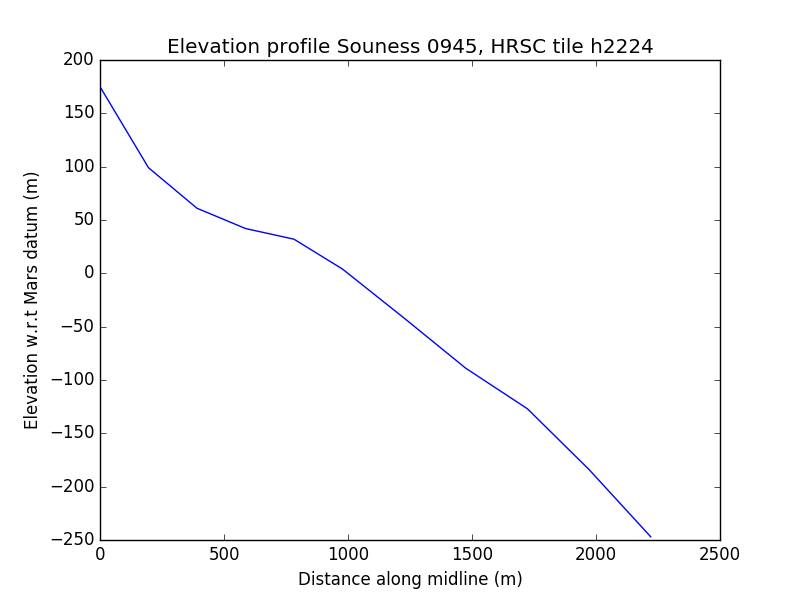 Elevation profile Souness 0945, HRSC tile h2224
200
150
100
50
0
−50
−100
−150
−200
−250
Elevation w.r.t Mars datum (m)
0 500 1000 1500 2000 2500
Distance along midline (m)